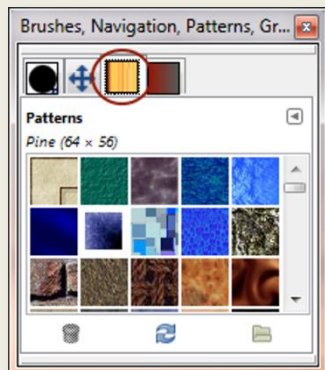 Brushes, Navigation, Patterns, Gr...
Patterns
Pine (64 × 56)